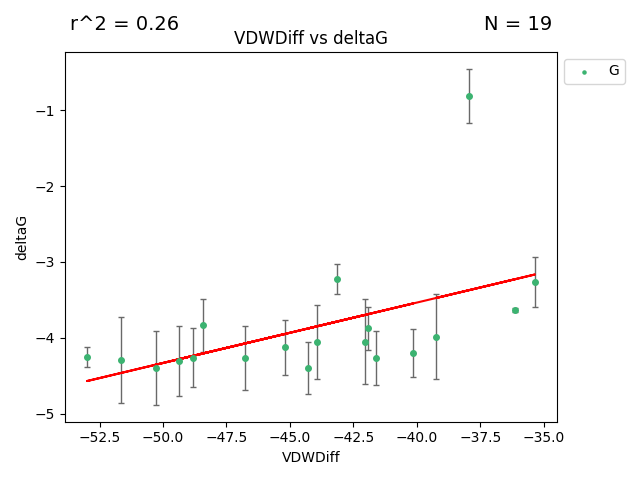 r^2 = 0.26
N = 19
VDWDiff vs deltaG
G
−1
−2
−3
−4
−5
deltaG
−52.5 −50.0 −47.5 −45.0 −42.5 −40.0 −37.5 −35.0
VDWDiff